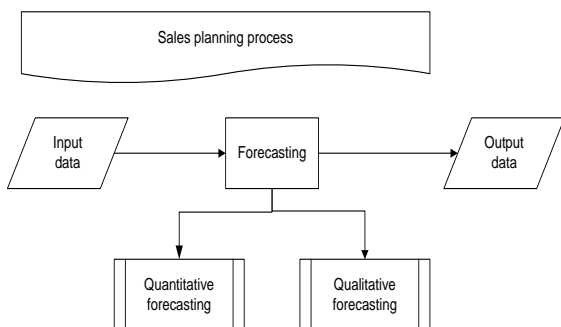 Sales planning process
Input
data
Forecasting
Output
data
Quantitative
forecasting
Qualitative
forecasting